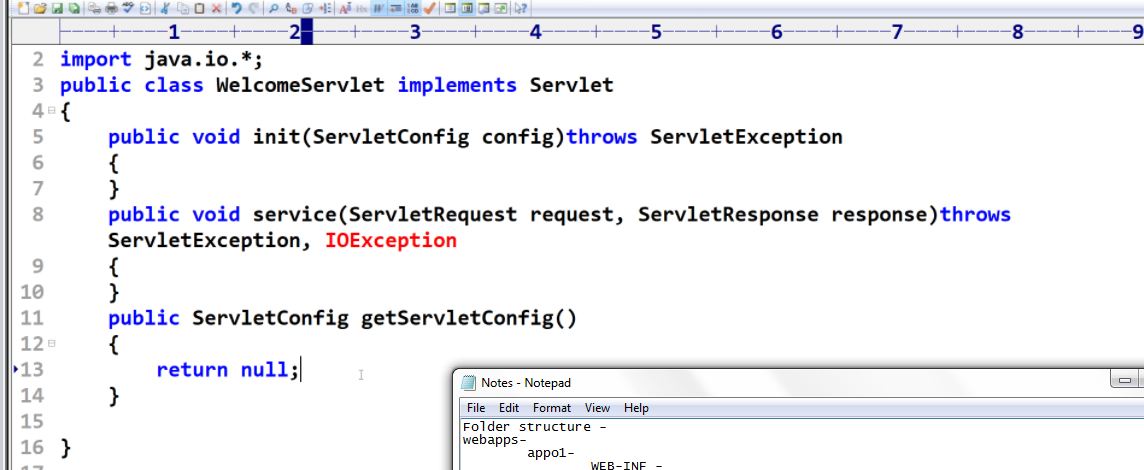 1 2 3 4 5 6 7 8 9
2 import java.io.*;
3 public class WelcomeServlet implements Servlet
4 {
5 public void init(ServletConfig config)throws ServletException
6 {
7 }
8 public void service(ServletRequest request, ServletResponse response)throws
ServletException, IOException
9 {
10 }
11 public ServletConfig getServletConfig()
12 {
13 return null;
14 }
15
16 }
17
Notes - Notepad
File Edit Format View Help
Folder structure -
webapps-
appo1-
WEB-INF -